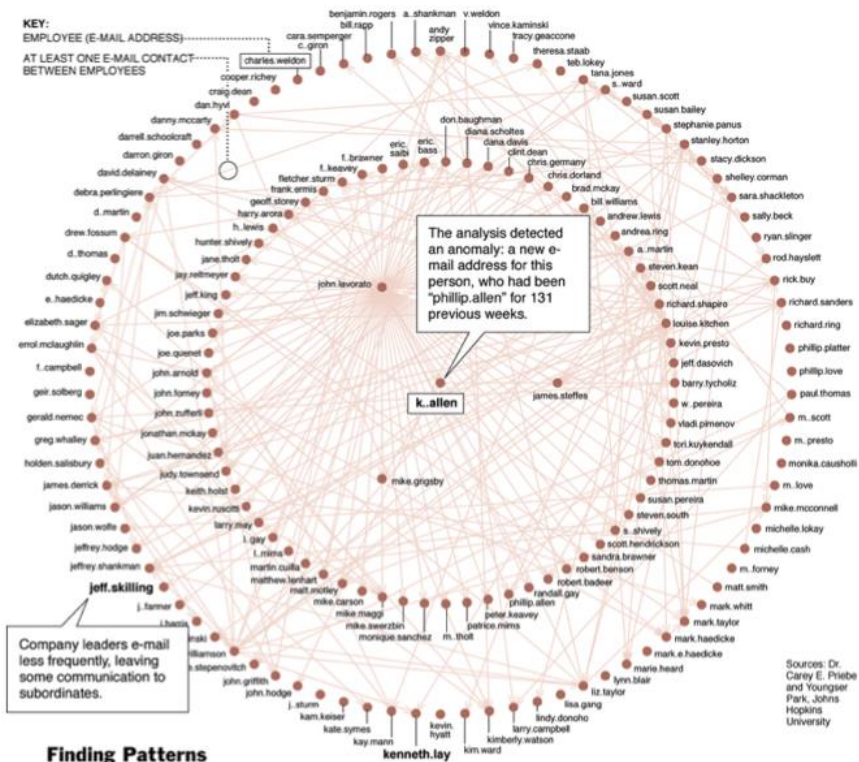 KEY:
EMPLOYEE (E-MAIL ADDRESS)
AT LEAST ONE E-MAIL CONTACT
BETWEEN EMPLOYEES
benjamin.rogers
bill.rapp
cara.semperger
c..giron
charles.weldon
cooper.richey
craig.dean
dan.hyvl
danny.mccarty
darrell.schoolcraft
darron.giron
david.delainey
debra.perlingiere
d..martin
drew.fossum
d..thomas
dutch.quigley
e..haedicke
elizabeth.sager
errol.mclaughlin
f..campbell
geir.solberg
gerald.nemec
greg.whalley
holden.salisbury
james.derrick
jason.williams
jason.wolfe
jeffrey.hodge
jeffrey.shankman
jeff.skilling
j..farmer
Company leaders e-mail
less frequently, leaving
some communication to
subordinates.
john.griffith
john.hodge
j..sturm
kam.keiser
kate.symes
kay.mann
kenneth.lay
kevin.
hyatt
kim.ward
kimberly.watson
larry.campbell
lindy.donoho
lisa.gang
liz.taylor
lynn.blair
marie.heard
mark.e.haedicke
mark.haedicke
mark.taylor
mark.whitt
matt.smith
m..forney
michelle.cash
michelle.lokay
mike.mcconnell
m..love
monika.causholli
m..presto
m..scott
paul.thomas
phillip.love
phillip.platter
richard.ring
richard.sanders
rick.buy
rod.hayslett
ryan.slinger
sally.beck
sara.shackleton
shelley.corman
stacy.dickson
stanley.horton
stephanie.panus
susan.bailey
susan.scott
s..ward
tana.jones
teb.lokey
theresa.staab
tracy.geaccone
vince.kaminski
v.weldon
andy
zipper
a..shankman
don.baughman
diana.scholtes
dana.davis
clint.dean
chris.germany
chris.dorland
brad.mckay
bill.williams
andrew.lewis
andrea.ring
a..martin
steven.kean
scott.neal
richard.shapiro
louise.kitchen
kevin.presto
jeff.dasovich
barry.tycholiz
w..pereira
vladi.pimenov
tori.kuykendall
tom.donohoe
thomas.martin
susan.pereira
steven.south
s..shively
scott.hendrickson
sandra.brawner
robert.benson
robert.badeer
randall.gay
phillip.allen
peter.keavey
patrice.mims
m..tholt
monique.sanchez
mike.swerzbin
mike.maggi
mike.carson
matt.motley
matthew.lenhart
martin.cuilla
l..mims
l..gay
larry.may
kevin.ruscitti
keith.holst
judy.townsend
juan.hernandez
jonathan.mckay
john.zufferli
john.forney
john.arnold
joe.quenet
joe.parks
jim.schwieger
jeff.king
jay.reitmeyer
jane.tholt
hunter.shively
h..lewis
harry.arora
geoff.storey
frank.ermis
fletcher.sturm
f..keavey
f..brawner
eric.
saibi
eric.
bass
john.lavorato
The analysis detected
an anomaly: a new e-
mail address for this
person, who had been
"phillip.allen" for 131
previous weeks.
k..allen
james.steffes
mike.grigsby
Sources: Dr.
Carey E. Priebe
and Youngser
Park, Johns
Hopkins
University
Finding Patterns